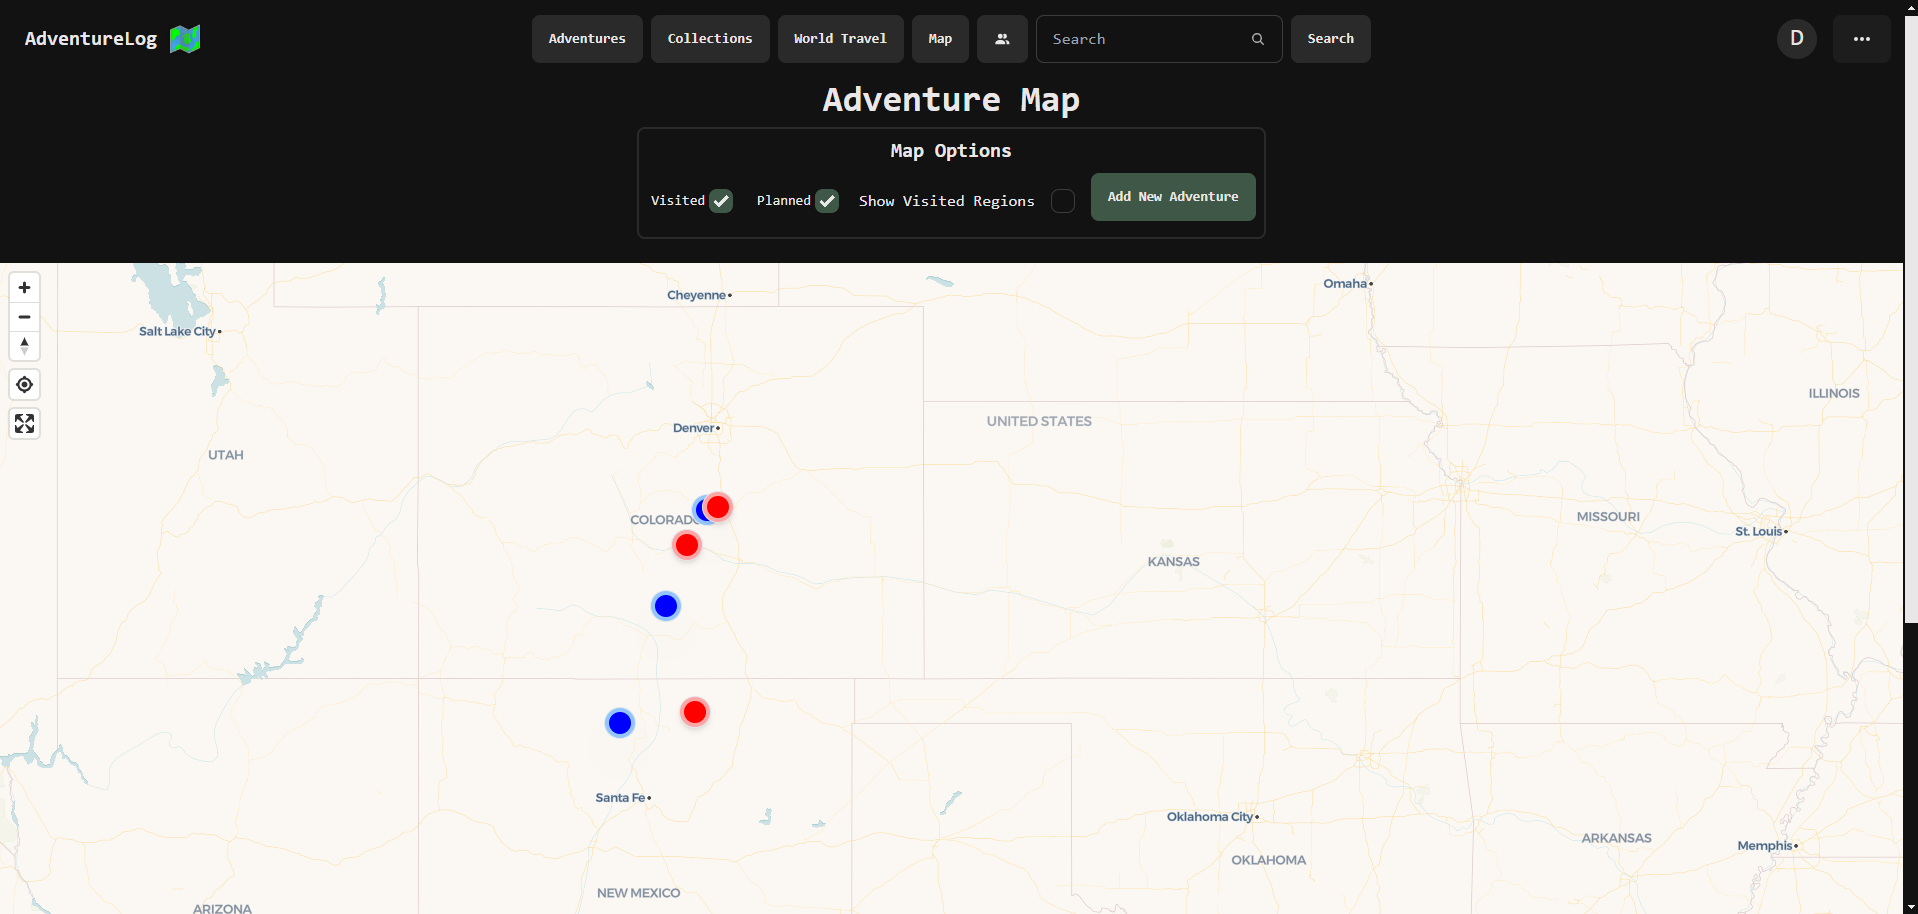 AdventureLog
Adventures
Collections
World Travel
Map
Search
Search
D
Adventure Map
Map Options
Visited
Planned
Show Visited Regions
Add New Adventure
Cheyenne
Omaha
Salt Lake City
ILLINOIS
UNITED STATES
Denver
UTAH
COLORADO
MISSOURI
St. Louis
KANSAS
Santa Fe
Oklahoma City
ARKANSAS
Memphis
OKLAHOMA
NEW MEXICO
ARIZONA